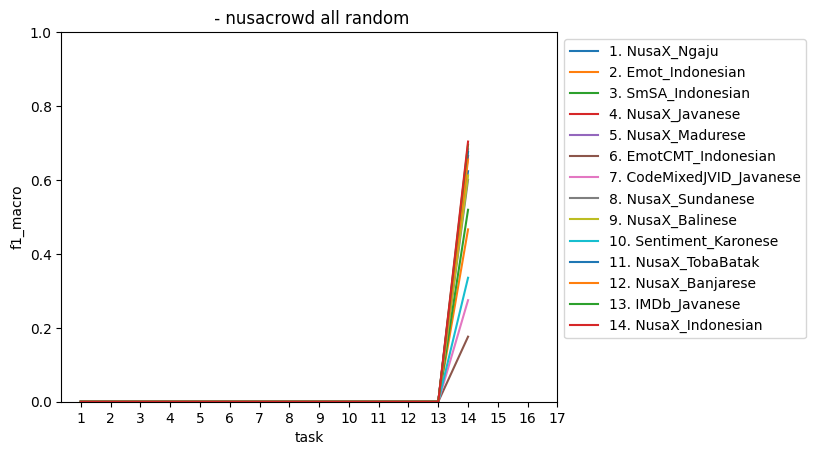 - nusacrowd all random
1.0
0.8
0.6
0.4
0.2
0.0
f1_macro
1 2 3 4 5 6 7 8 9 10 11 12 13 14 15 16 17
task
1. NusaX_Ngaju
2. Emot_Indonesian
3. SmSA_Indonesian
4. NusaX_Javanese
5. NusaX_Madurese
6. EmotCMT_Indonesian
7. CodeMixedJVID_Javanese
8. NusaX_Sundanese
9. NusaX_Balinese
10. Sentiment_Karonese
11. NusaX_TobaBatak
12. NusaX_Banjarese
13. IMDb_Javanese
14. NusaX_Indonesian